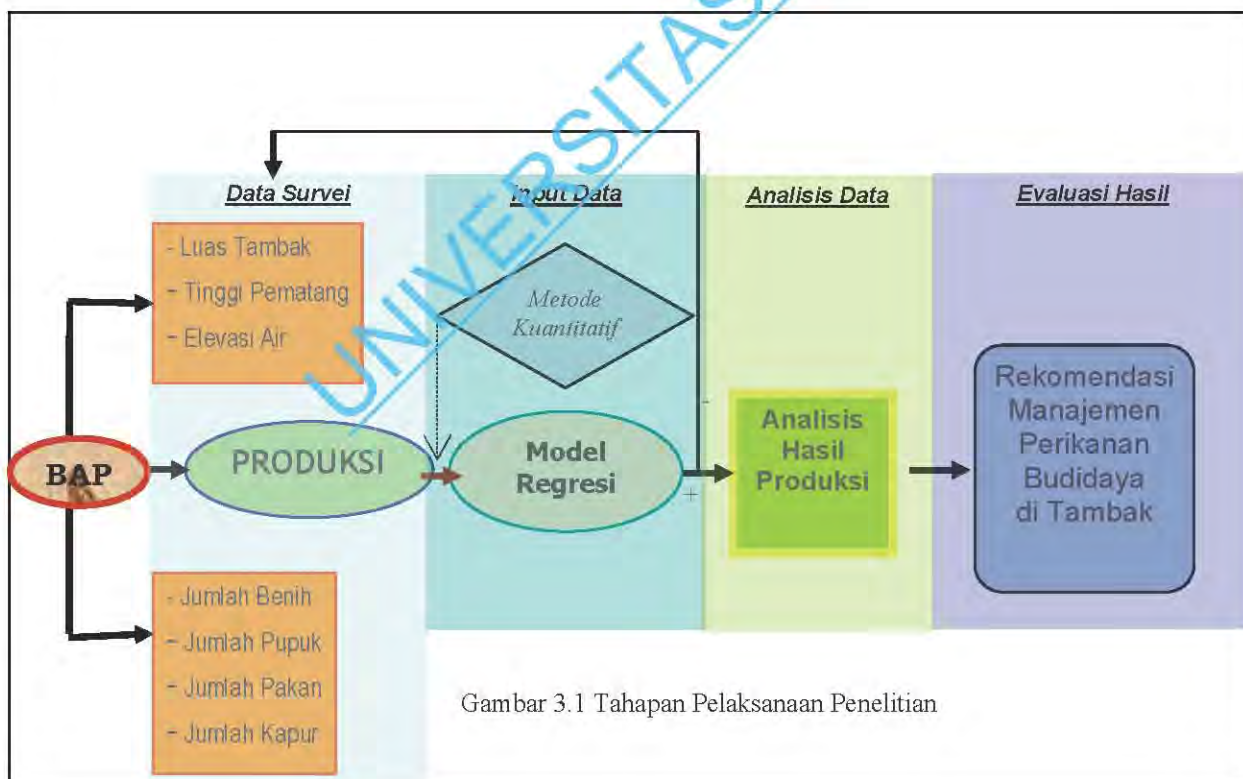 UNIVERSITAS
Data Survei
Input Data
Analisis Data
Evaluasi Hasil
- Luas Tambak
- Tinggi Pematang
- Elevasi Air
Metode
Kuantitatif
BAP
PRODUKSI
Model
Regresi
-
+
Analisis
Hasil
Produksi
Rekomendasi
Manajemen
Perikanan
Budidaya
di Tambak
- Jumlah Benih
- Jumlah Pupuk
- Jumlah Pakan
- Jumlah Kapur
Gambar 3.1 Tahapan Pelaksanaan Penelitian